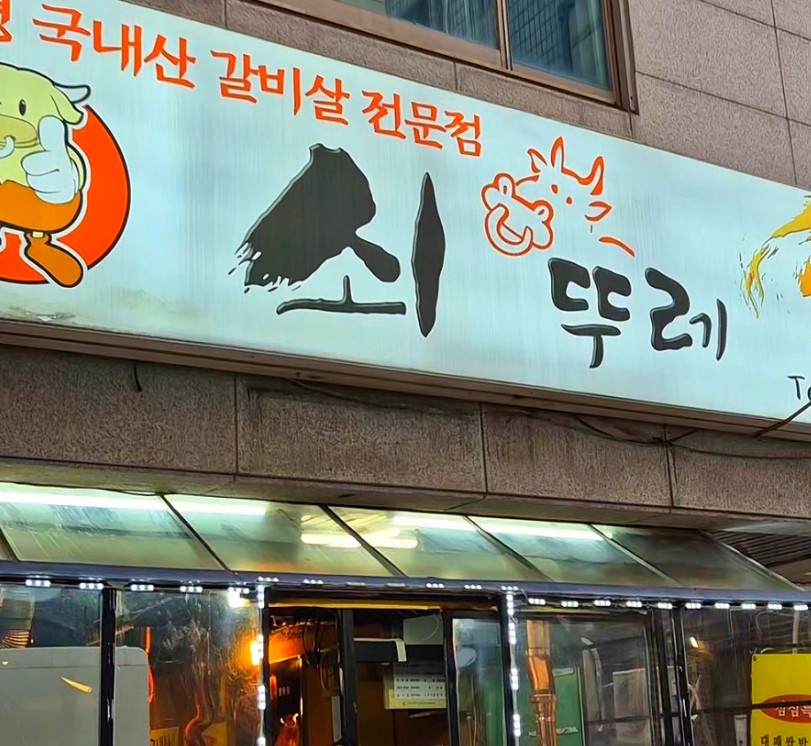 국내산 갈비살 전문점
쇠뚜레